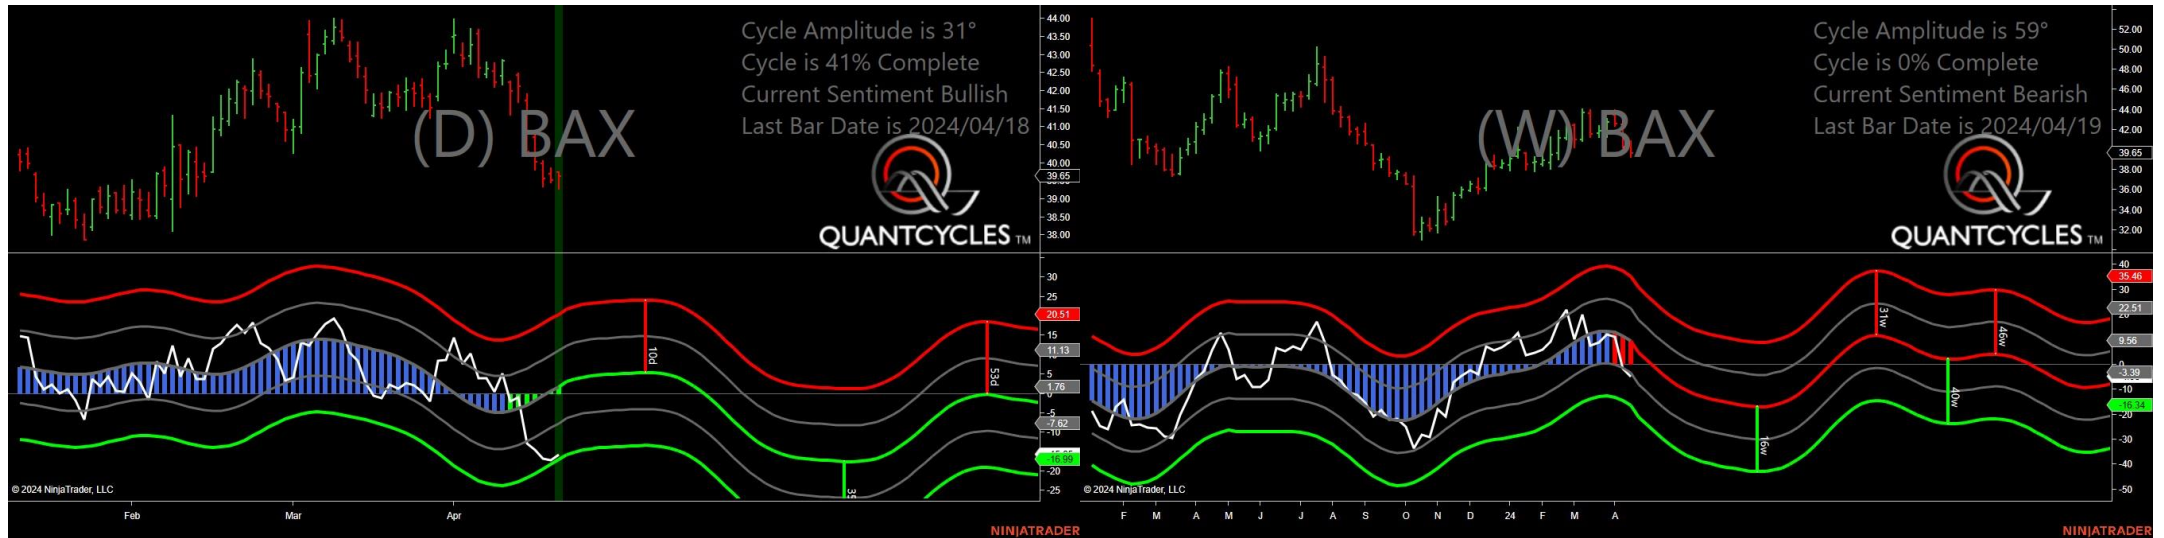 Cycle Amplitude is 31°
Cycle is 41% Complete
Current Sentiment Bullish
Last Bar Date is 2024/04/18
(D) BAX
QUANTCYCLES TM
44.00
43.50
43.00
42.50
42.00
41.50
41.00
40.50
40.00
39.65
39.00
38.50
38.00
30
25
20.51
15
11.13
5
1.76
0
-5
-7.62
-10
-16.99
-20
-25
10d
53d
© 2024 NinjaTrader, LLC
Feb Mar Apr
NINJATRADER
Cycle Amplitude is 59°
Cycle is 0% Complete
Current Sentiment Bearish
Last Bar Date is 2024/04/19
(W) BAX
QUANTCYCLES TM
52.00
50.00
48.00
46.00
44.00
42.00
39.65
38.00
36.00
34.00
32.00
40
35.46
30
22.51
20
9.56
0
-3.39
-10
-16.34
-20
-30
-40
-50
31w
46w
40w
16w
© 2024 NinjaTrader, LLC
F M A M J J A S O N D 24 F M A
NINJATRADER